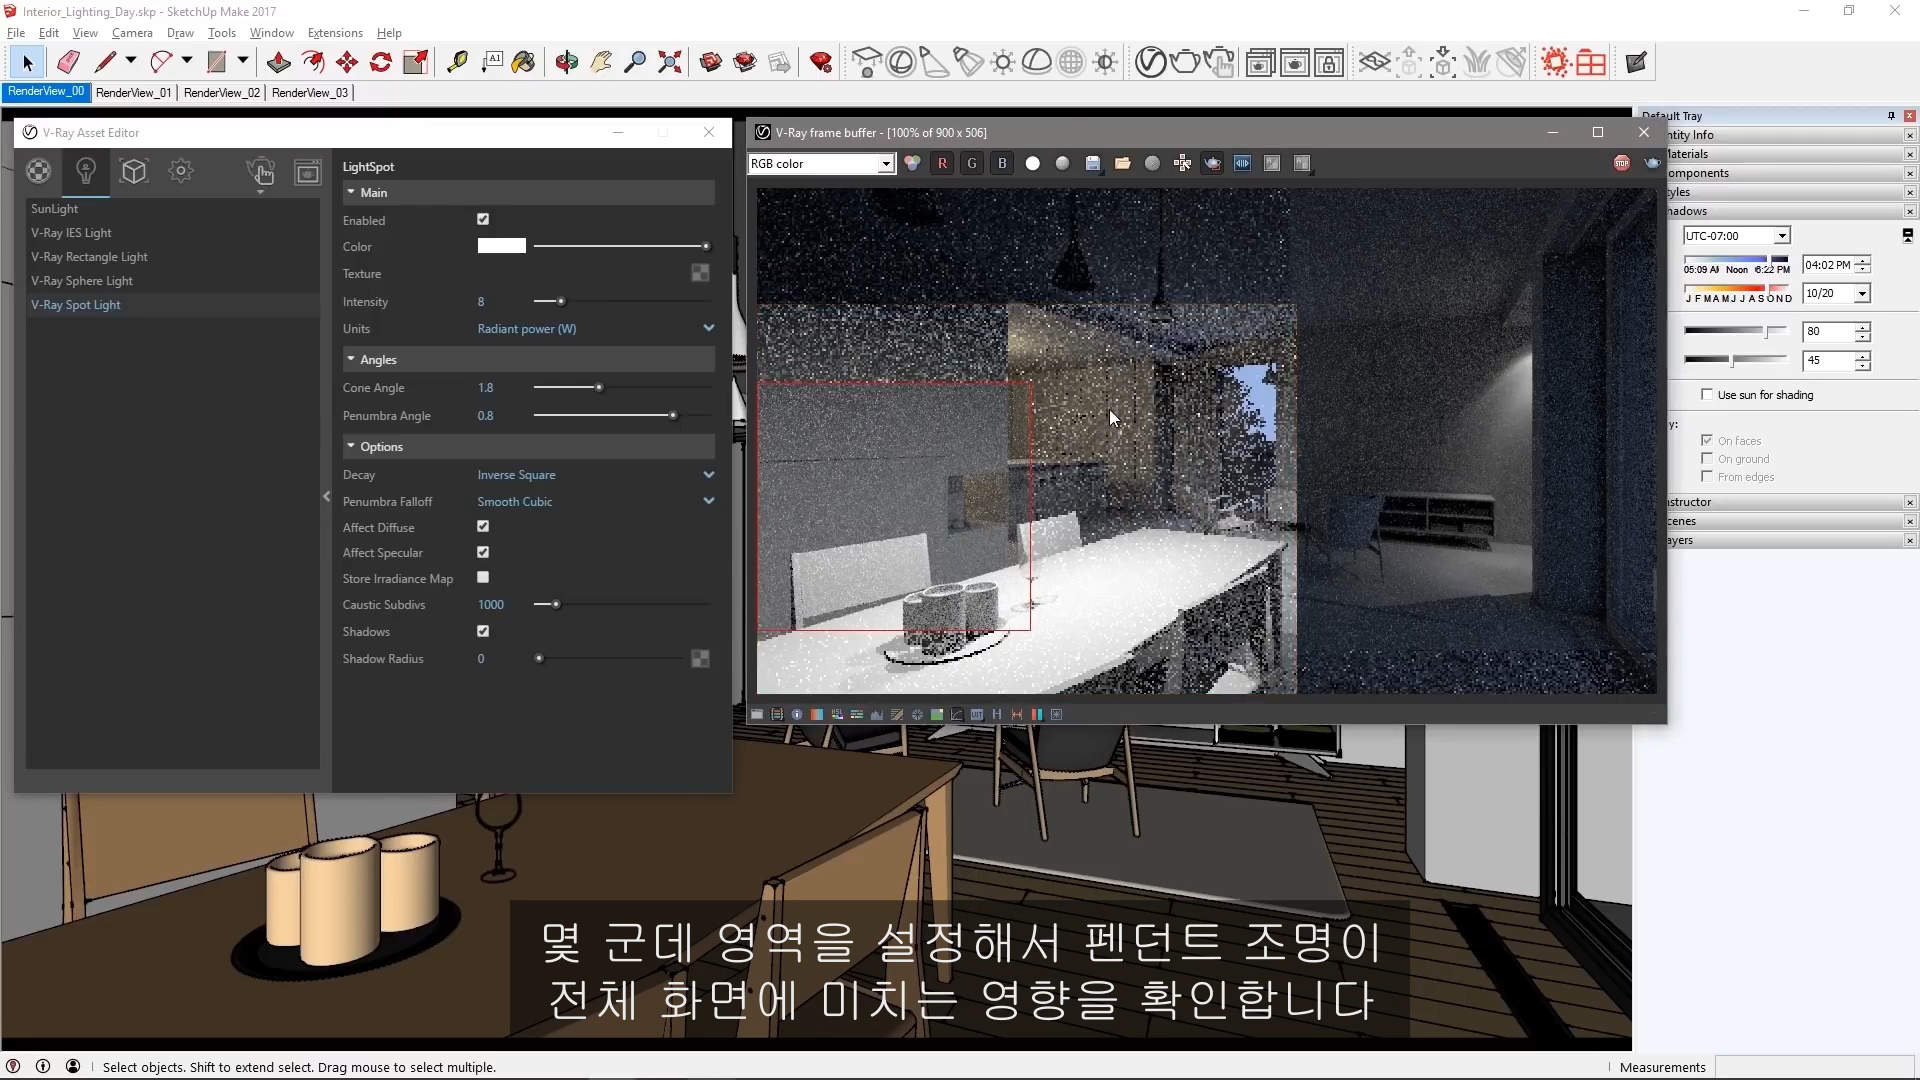 Interior_Lighting_Day.skp - SketchUp Make 2017
File Edit View Camera Draw Tools Window Extensions Help
A1
RenderView_00 RenderView_01 RenderView_02 RenderView_03
V-Ray Asset Editor
SunLight
V-Ray IES Light
V-Ray Rectangle Light
V-Ray Sphere Light
V-Ray Spot Light
LightSpot
Main
Enabled
Color
Texture
Intensity 8
Units Radiant power (W)
Angles
Cone Angle 1.8
Penumbra Angle 0.8
Options
Decay Inverse Square
Penumbra Falloff Smooth Cubic
Affect Diffuse
Affect Specular
Store Irradiance Map
Caustic Subdivs 1000
Shadows
Shadow Radius 0
V-Ray frame buffer - [100% of 900 x 506]
RGB color R G B STOP
Default Tray
ntity Info
aterials
omponents
tyles
hadows
UTC-07:00
05:09 AM Noon 06:22 PM 04:02 PM
J F M A M J J A S O N D 10/20
80
45
Use sun for shading
y:
On faces
On ground
From edges
nstructor
cenes
ayers
몇 군데 영역을 설정해서 펜던트 조명이
전체 화면에 미치는 영향을 확인합니다
Select objects. Shift to extend select. Drag mouse to select multiple.
Measurements